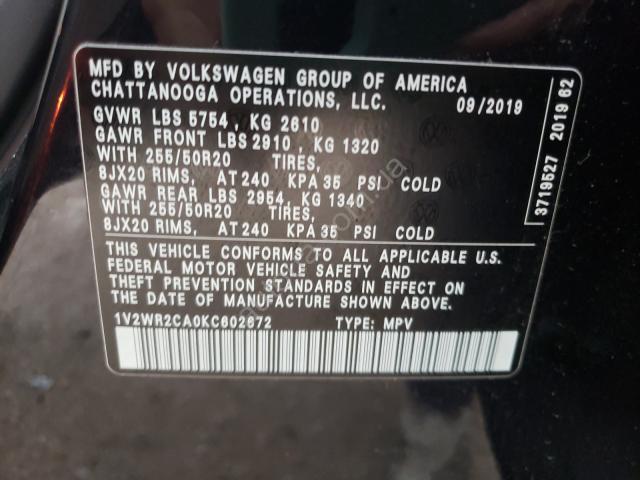 MFD BY VOLKSWAGEN GROUP OF AMERICA
CHATTANOOGA OPERATIONS, LLC.
09/2019
GVWR LBS 5754, KG 2610
GAWR FRONT LBS 2910, KG 1320
WITH 255/50R20 TIRES,
8JX20 RIMS, AT 240 KPA 35 PSI COLD
GAWR REAR LBS 2954, KG 1340
WITH 255/50R20 TIRES,
8JX20 RIMS, AT 240 KPA 35 PSI COLD
THIS VEHICLE CONFORMS TO ALL APPLICABLE U.S.
FEDERAL MOTOR VEHICLE SAFETY AND
THEFT PREVENTION STANDARDS IN EFFECT ON
THE DATE OF MANUFACTURE SHOWN ABOVE.
1V2WR2CA0KC602672 TYPE: MPV
3719527 2019 62